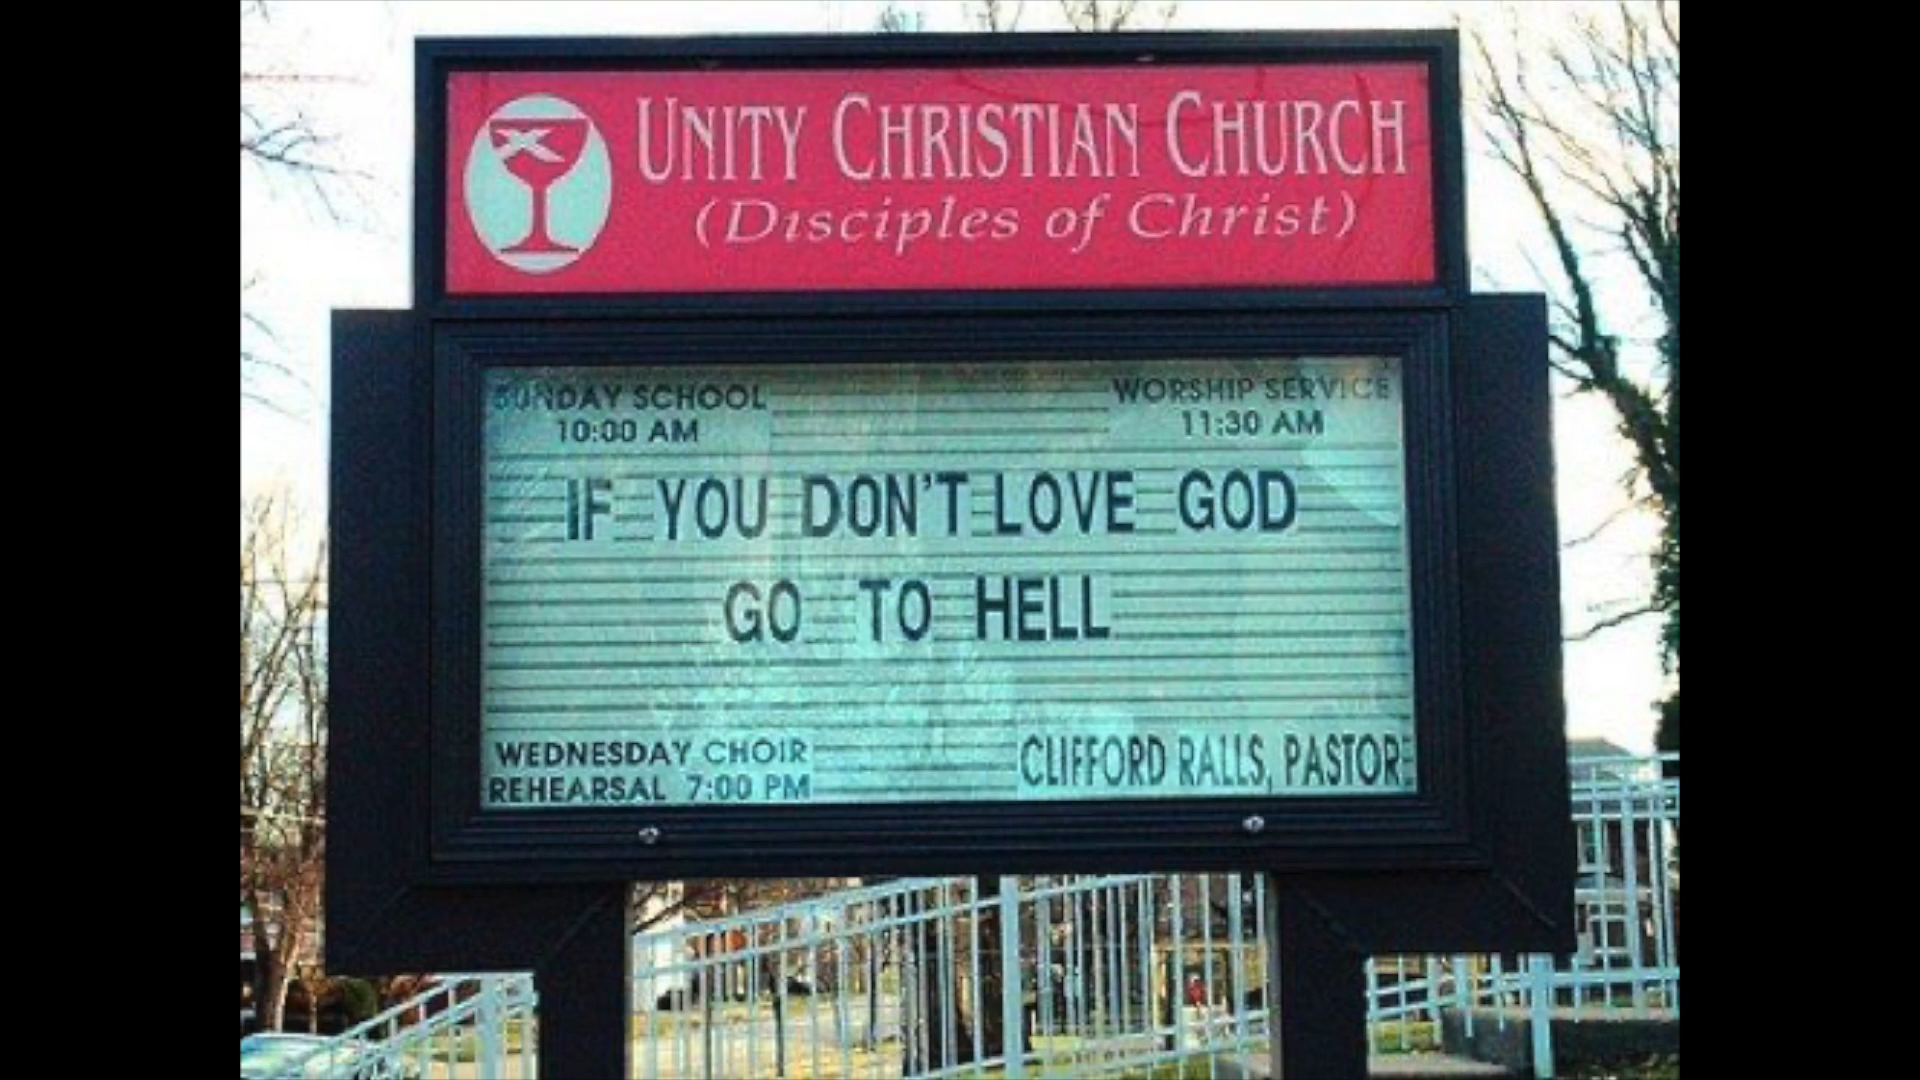 UNITY CHRISTIAN CHURCH
(Disciples of Christ)
SUNDAY SCHOOL
10:00 AM
WORSHIP SERVICE
11:30 AM
IF YOU DON'T LOVE GOD
GO TO HELL
WEDNESDAY CHOIR
REHEARSAL 7:00 PM
CLIFFORD RALLS, PASTOR